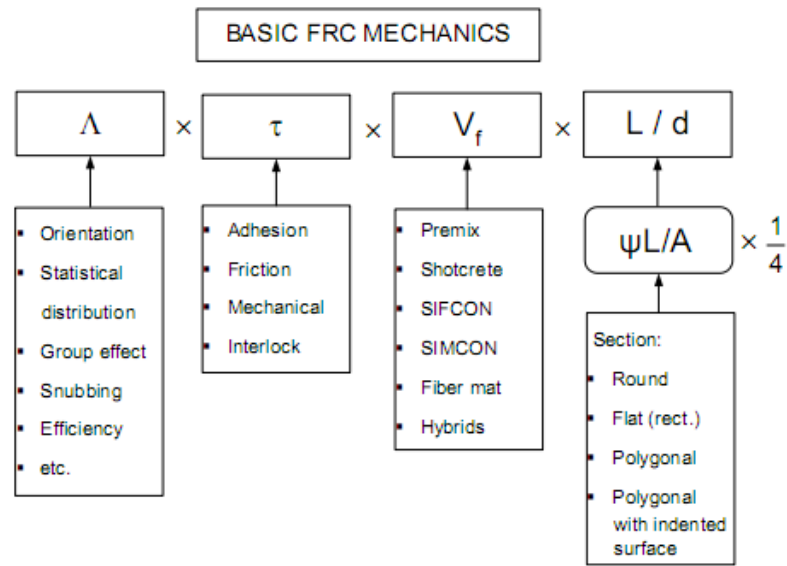 BASIC FRC MECHANICS
Λ × τ × V_f × L / d
ψL/A × 1/4
▪ Orientation
▪ Statistical
distribution
▪ Group effect
▪ Snubbing
▪ Efficiency
▪ etc.
▪ Adhesion
▪ Friction
▪ Mechanical
▪ Interlock
▪ Premix
▪ Shotcrete
▪ SIFCON
▪ SIMCON
▪ Fiber mat
▪ Hybrids
Section:
▪ Round
▪ Flat (rect.)
▪ Polygonal
▪ Polygonal
with indented
surface